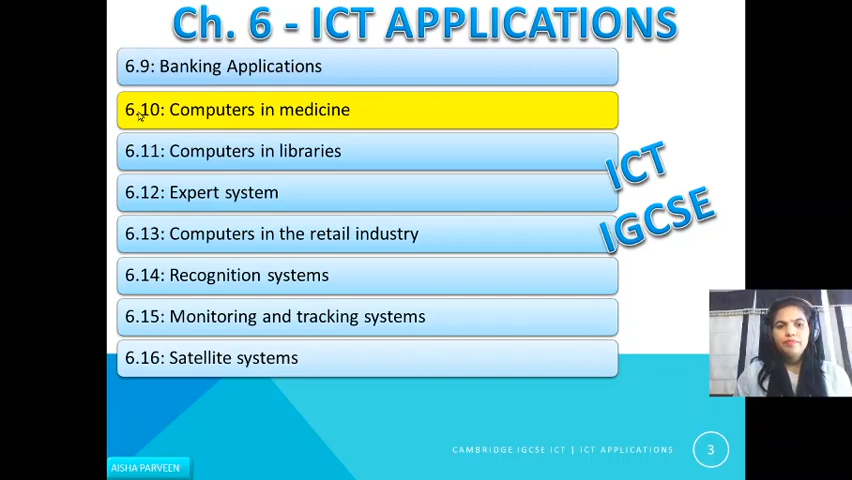 Ch. 6 - ICT APPLICATIONS
6.9: Banking Applications
6.10: Computers in medicine
6.11: Computers in libraries
6.12: Expert system
6.13: Computers in the retail industry
6.14: Recognition systems
6.15: Monitoring and tracking systems
6.16: Satellite systems
ICT
IGCSE
CAMBRIDGE IGCSE ICT | ICT APPLICATIONS
3
AISHA PARVEEN